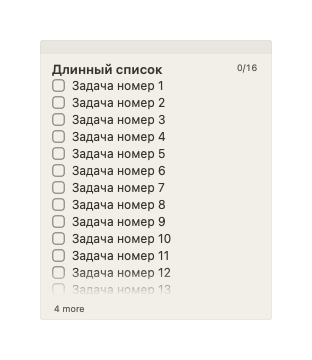 Длинный список 0/16
Задача номер 1
Задача номер 2
Задача номер 3
Задача номер 4
Задача номер 5
Задача номер 6
Задача номер 7
Задача номер 8
Задача номер 9
Задача номер 10
Задача номер 11
Задача номер 12
Задача номер 13
4 more